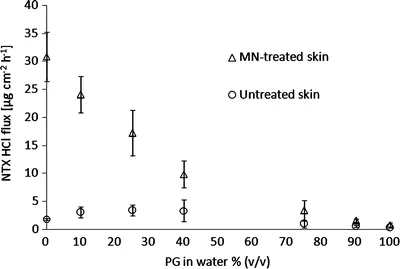 NTX HCl flux [µg cm⁻² h⁻¹]
40
35
30
25
20
15
10
5
0
MN-treated skin
Untreated skin
0 10 20 30 40 50 60 70 80 90 100
PG in water % (v/v)